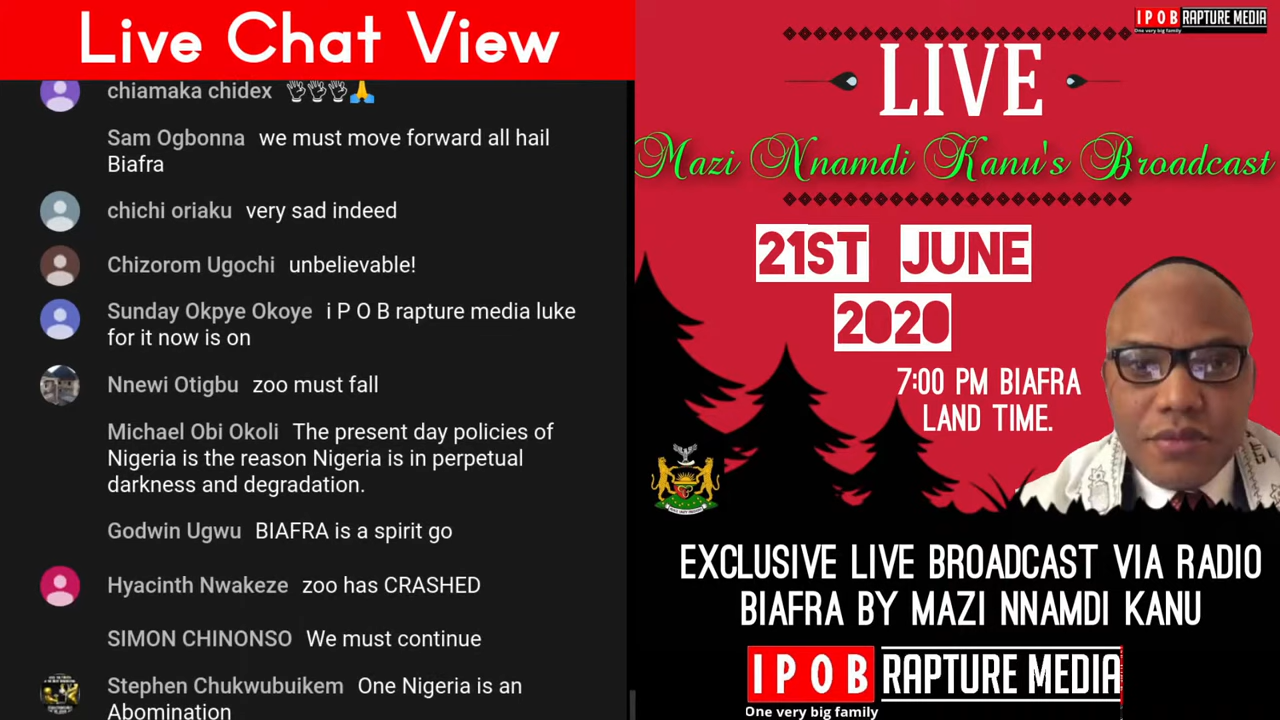 Live Chat View
chiamaka chidex 👌👌👌🙏
Sam Ogbonna we must move forward all hail
Biafra
chichi oriaku very sad indeed
Chizorom Ugochi unbelievable!
Sunday Okpye Okoye i P O B rapture media luke
for it now is on
Nnewi Otigbu zoo must fall
Michael Obi Okoli The present day policies of
Nigeria is the reason Nigeria is in perpetual
darkness and degradation.
Godwin Ugwu BIAFRA is a spirit go
Hyacinth Nwakeze zoo has CRASHED
SIMON CHINONSO We must continue
Stephen Chukwubuikem One Nigeria is an
Abomination
IPOB RAPTURE MEDIA
One very big family
LIVE
Mazi Nnamdi Kanu's Broadcast
21ST JUNE
2020
7:00 PM BIAFRA
LAND TIME.
EXCLUSIVE LIVE BROADCAST VIA RADIO
BIAFRA BY MAZI NNAMDI KANU
IPOB RAPTURE MEDIA
One very big family